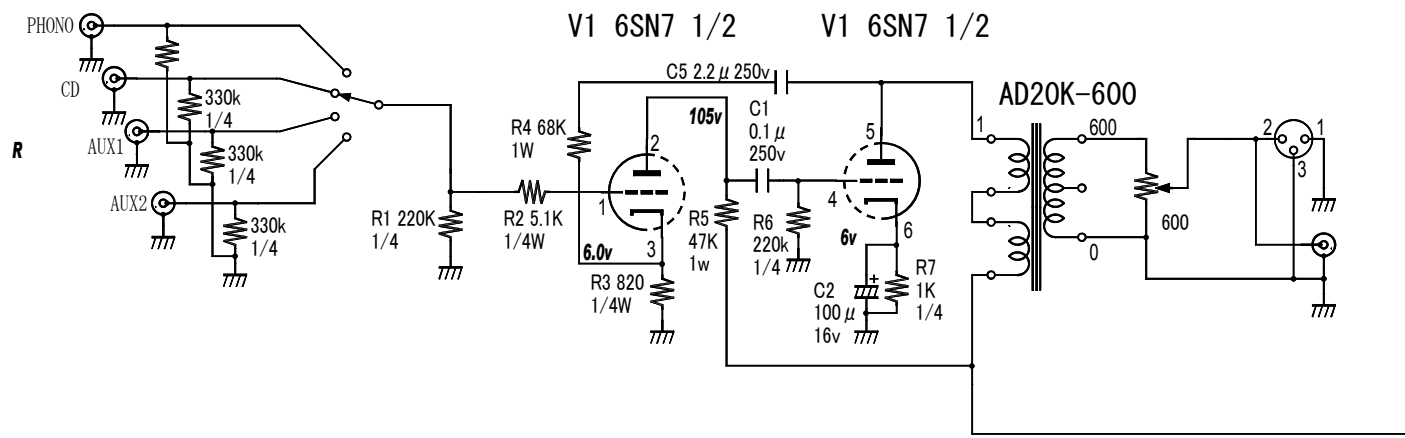 V1 6SN7 1/2
V1 6SN7 1/2
PHONO
CD
330k
1/4
AUX1
330k
1/4
R
AUX2
330k
1/4
R1 220K
1/4
R2 5.1K
1/4W
R4 68K
1W
C5 2.2μ 250v
105v
2
1
3
6.0v
R3 820
1/4W
C1
0.1μ
250v
R5
47K
1w
R6
220k
1/4
5
4
6
6v
C2
100μ
16v
+
R7
1K
1/4
AD20K-600
1
600
0
600
2
1
3